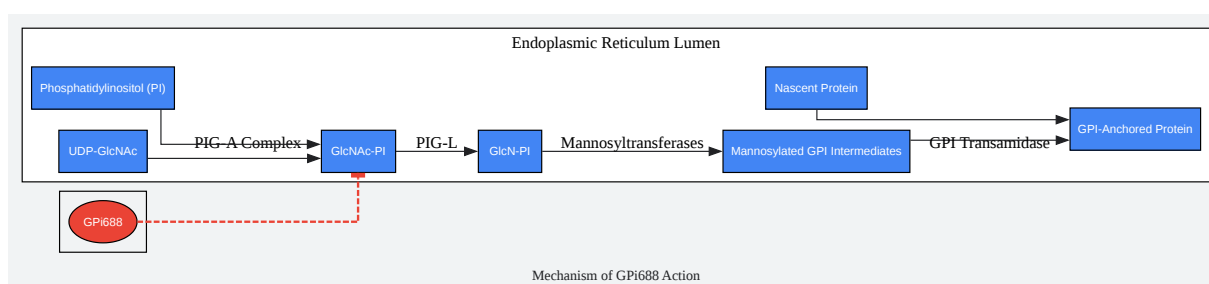 Endoplasmic Reticulum Lumen
Phosphatidylinositol (PI)
Nascent Protein
GPI-Anchored Protein
UDP-GlcNAc
PIG-A Complex
GlcNAc-PI
PIG-L
GlcN-PI
Mannosyltransferases
Mannosylated GPI Intermediates
GPI Transamidase
GPi688
Mechanism of GPi688 Action